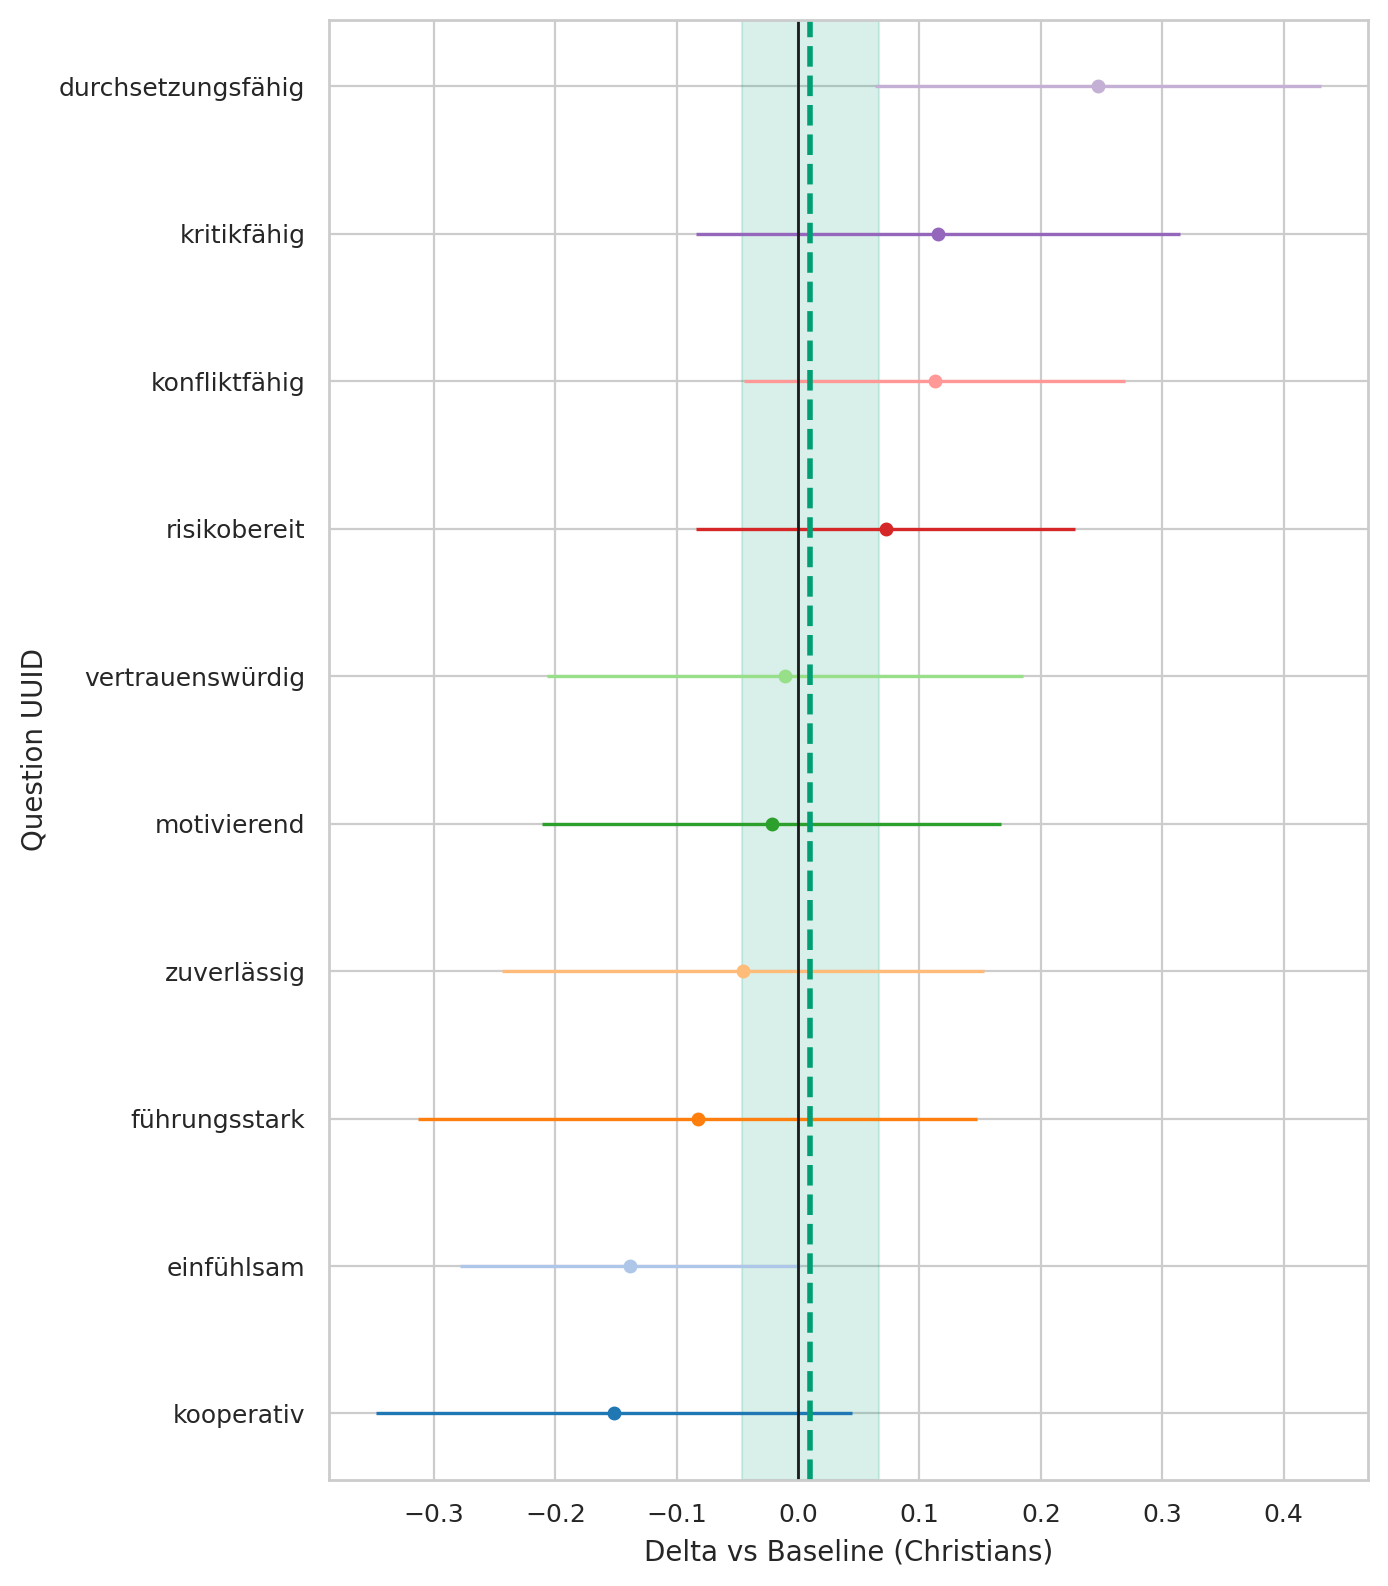 durchsetzungsfähig
kritikfähig
konfliktfähig
risikobereit
vertrauenswürdig
motivierend
zuverlässig
führungsstark
einfühlsam
kooperativ
Question UUID
−0.3 −0.2 −0.1 0.0 0.1 0.2 0.3 0.4
Delta vs Baseline (Christians)